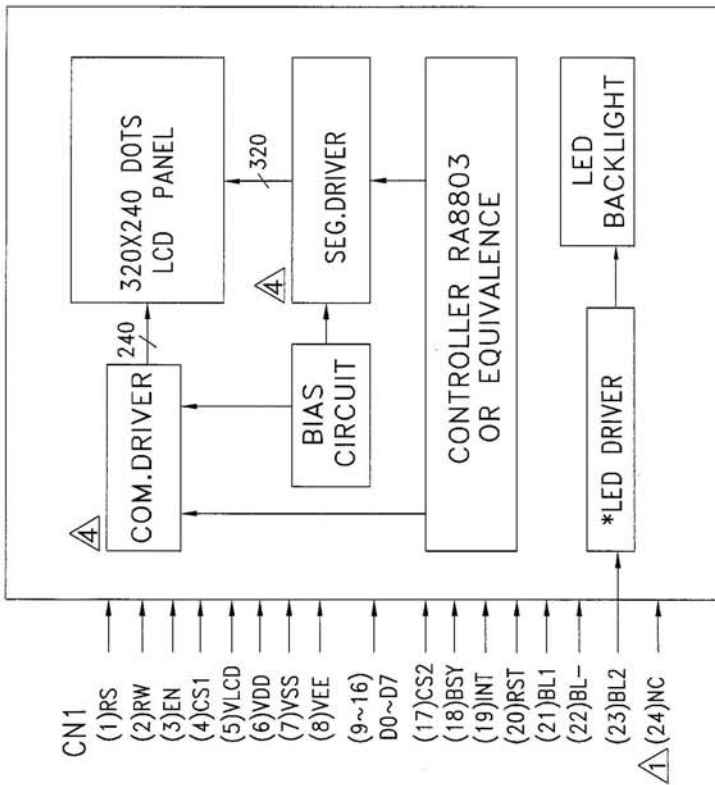 CN1
(1)RS
(2)RW
(3)EN
(4)CS1
(5)VLCD
(6)VDD
(7)VSS
(8)VEE
(9~16)
D0~D7
(17)CS2
(18)BSY
(19)INT
(20)RST
(21)BL1
(22)BL-
(23)BL2
1
(24)NC
4
COM.DRIVER
240
320X240 DOTS
LCD PANEL
BIAS
CIRCUIT
4
SEG.DRIVER
320
CONTROLLER RA8803
OR EQUIVALENCE
*LED DRIVER
LED
BACKLIGHT